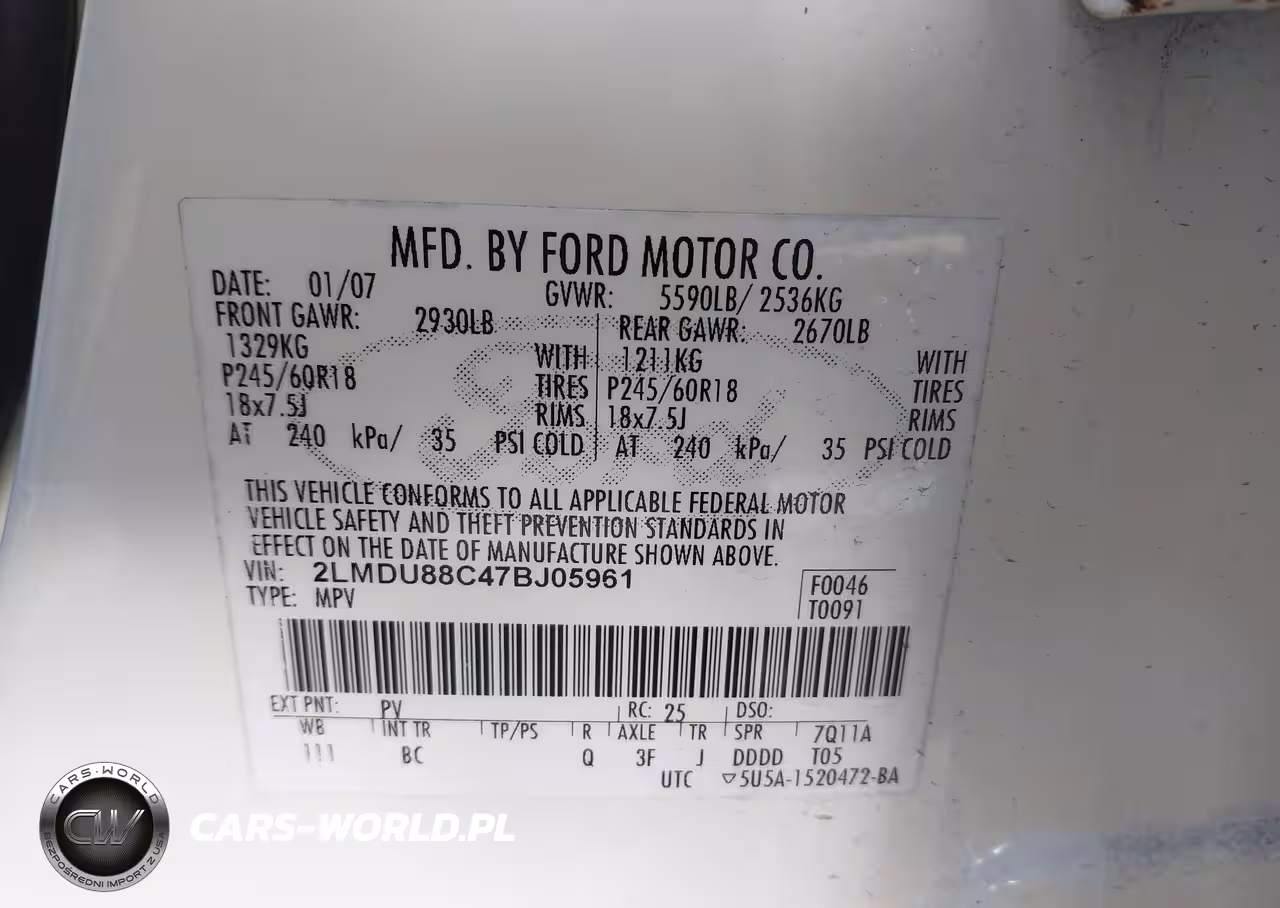 MFD. BY FORD MOTOR CO.
DATE: 01/07 GVWR: 5590LB/ 2536KG
FRONT GAWR: 2930LB REAR GAWR: 2670LB
1329KG WITH 1211KG WITH
P245/60R18 TIRES P245/60R18 TIRES
18x7.5J RIMS 18x7.5J RIMS
AT 240 kPa/ 35 PSI COLD AT 240 kPa/ 35 PSI COLD
Ford
THIS VEHICLE CONFORMS TO ALL APPLICABLE FEDERAL MOTOR
VEHICLE SAFETY AND THEFT PREVENTION STANDARDS IN
EFFECT ON THE DATE OF MANUFACTURE SHOWN ABOVE.
VIN: 2LMDU88C47BJ05961
TYPE: MPV
F0046
T0091
EXT PNT: PV RC: 25 DSO:
WB INT TR TP/PS R AXLE TR SPR 7Q11A
111 BC Q 3F J DDDD T05
UTC ▽5U5A-1520472-BA
CARS-WORLD
CW
BEZPOŚREDNI IMPORT Z USA
CARS-WORLD.PL